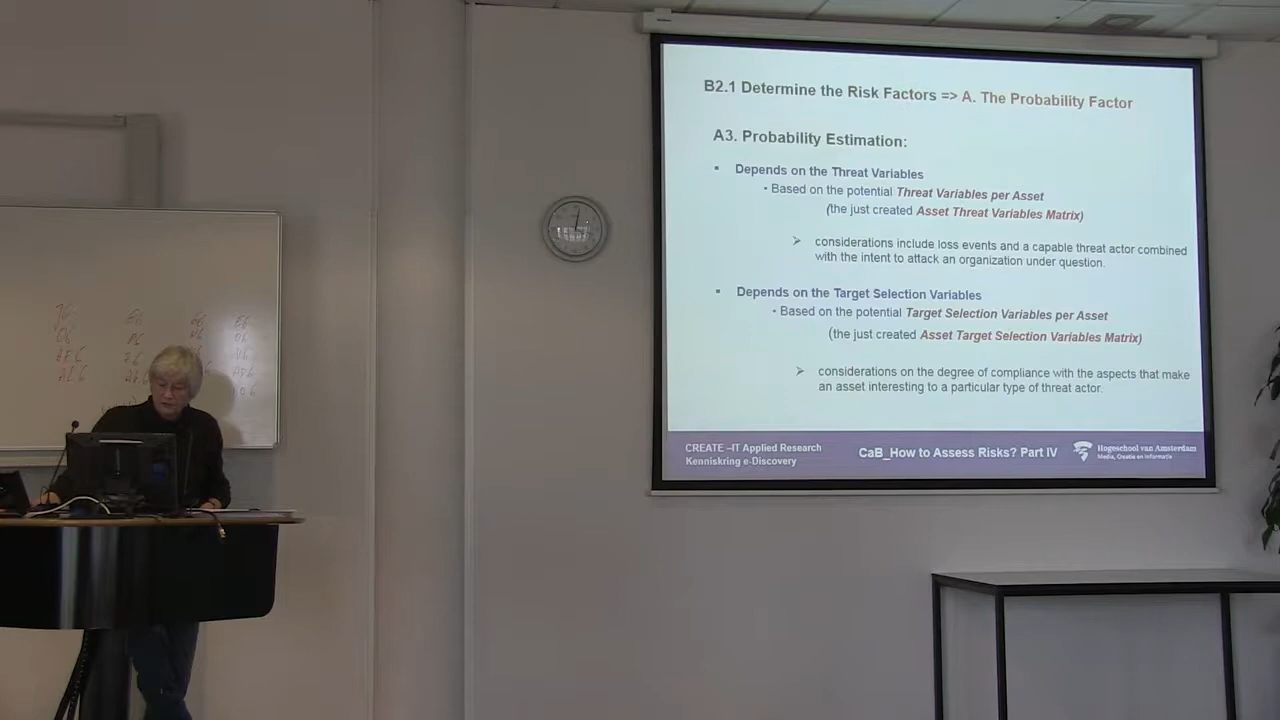 B2.1 Determine the Risk Factors => A. The Probability Factor
A3. Probability Estimation:
▪ Depends on the Threat Variables
• Based on the potential Threat Variables per Asset
(the just created Asset Threat Variables Matrix)
➢ considerations include loss events and a capable threat actor combined
with the intent to attack an organization under question.
▪ Depends on the Target Selection Variables
• Based on the potential Target Selection Variables per Asset
(the just created Asset Target Selection Variables Matrix)
➢ considerations on the degree of compliance with the aspects that make
an asset interesting to a particular type of threat actor.
CREATE –IT Applied Research
Kenniskring e-Discovery
CaB_How to Assess Risks? Part IV
Hogeschool van Amsterdam
Media, Creatie en Informatie